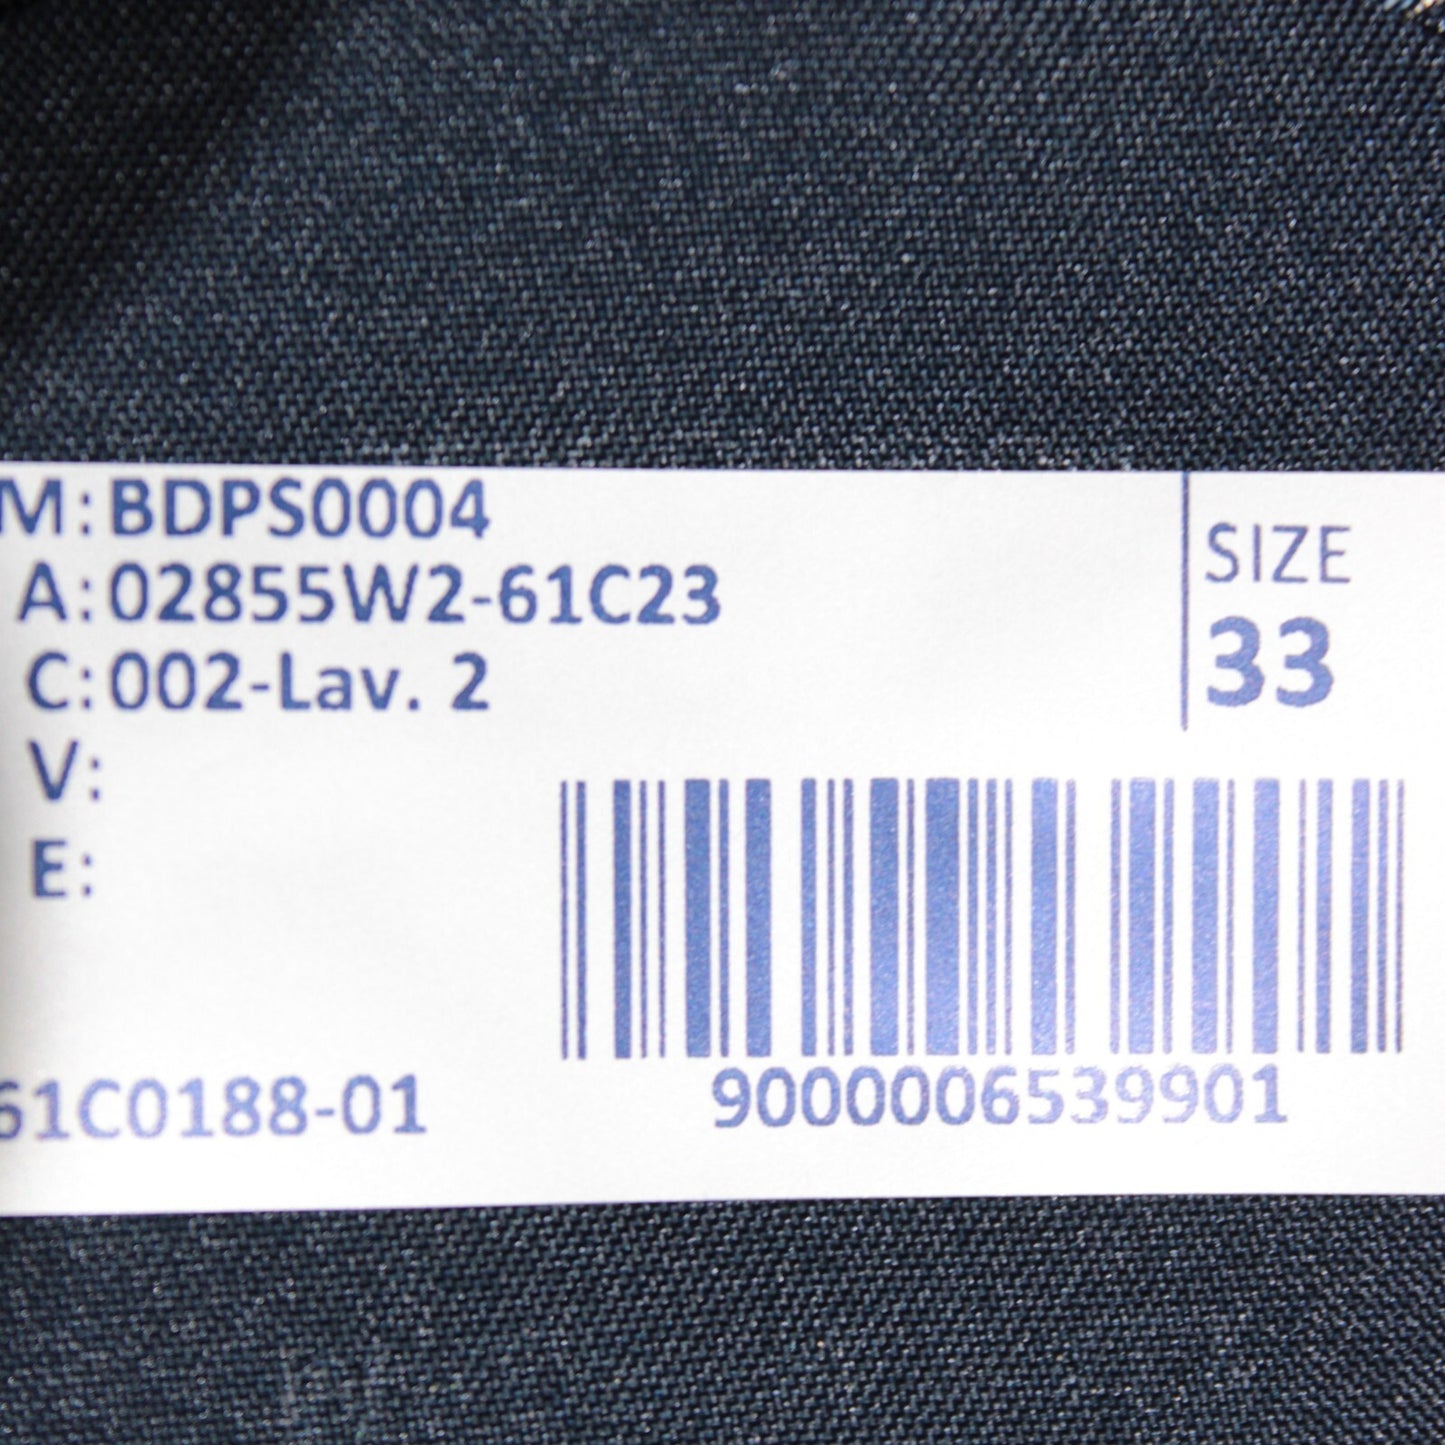 M: BDPS0004
A: 02855W2-61C23
C: 002-Lav. 2
V:
E:
SIZE
33
61C0188-01
9000006539901